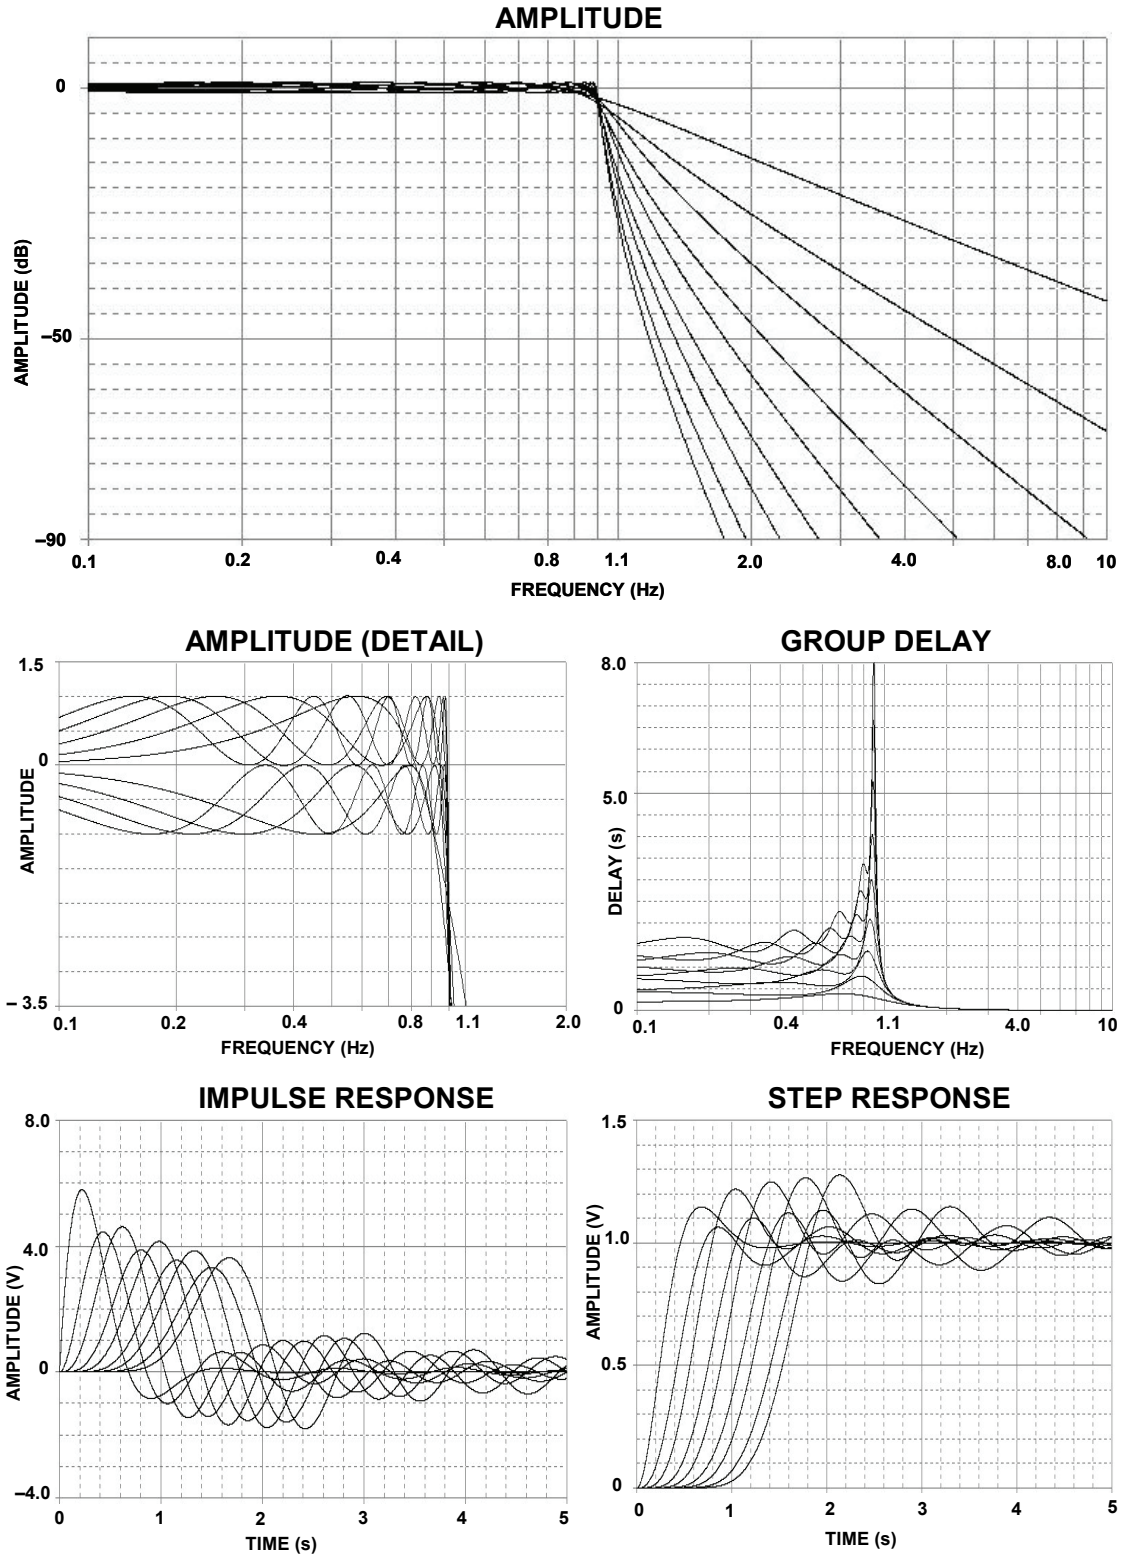 AMPLITUDE
0
–50
–90
AMPLITUDE (dB)
0.1 0.2 0.4 0.8 1.1 2.0 4.0 8.0 10
FREQUENCY (Hz)
AMPLITUDE (DETAIL)
1.5
0
– 3.5
AMPLITUDE
0.1 0.2 0.4 0.8 1.1 2.0
FREQUENCY (Hz)
GROUP DELAY
8.0
5.0
0
DELAY (s)
0.1 0.4 1.1 4.0 10
FREQUENCY (Hz)
IMPULSE RESPONSE
8.0
4.0
0
–4.0
AMPLITUDE (V)
0 1 2 3 4 5
TIME (s)
STEP RESPONSE
1.5
1.0
0.5
0
AMPLITUDE (V)
0 1 2 3 4 5
TIME (s)